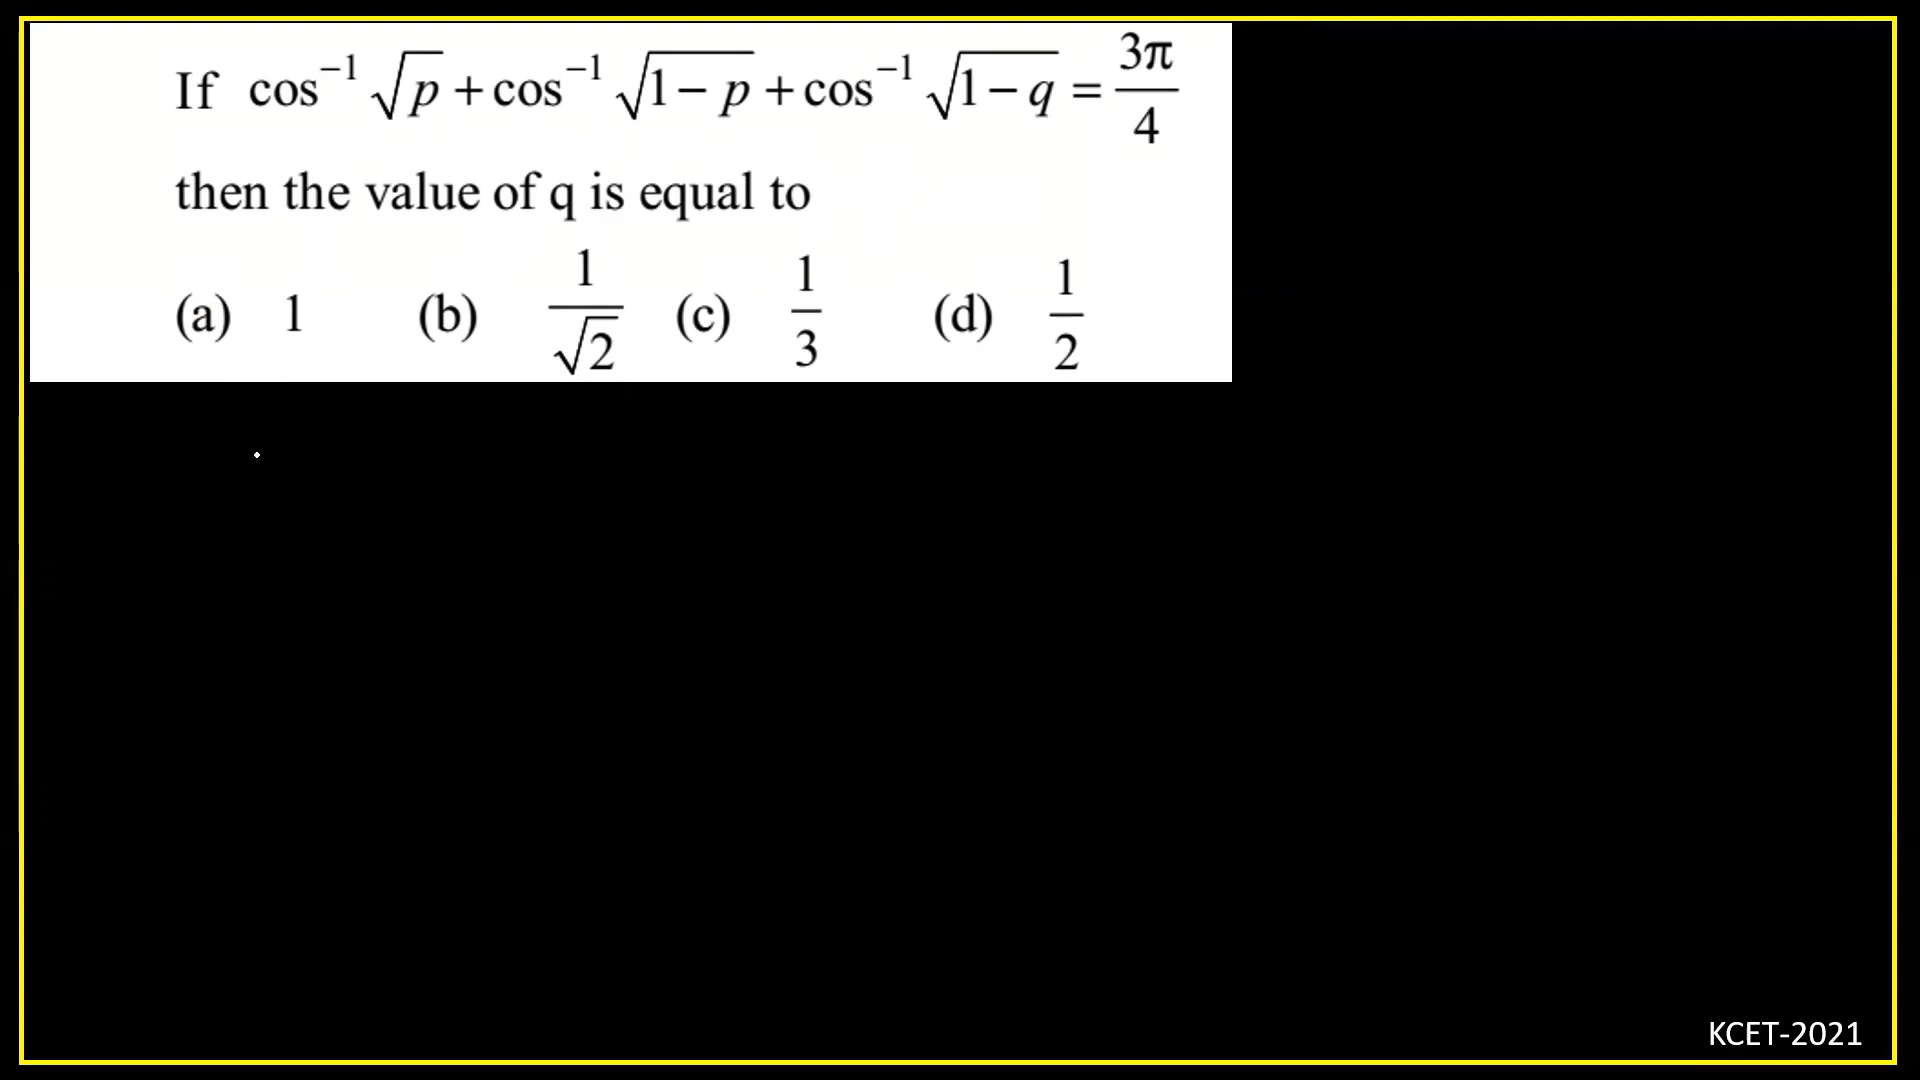 If cos⁻¹ √p + cos⁻¹ √(1 − p) + cos⁻¹ √(1 − q) = 3π/4
then the value of q is equal to
(a) 1 (b) 1/√2 (c) 1/3 (d) 1/2
KCET-2021